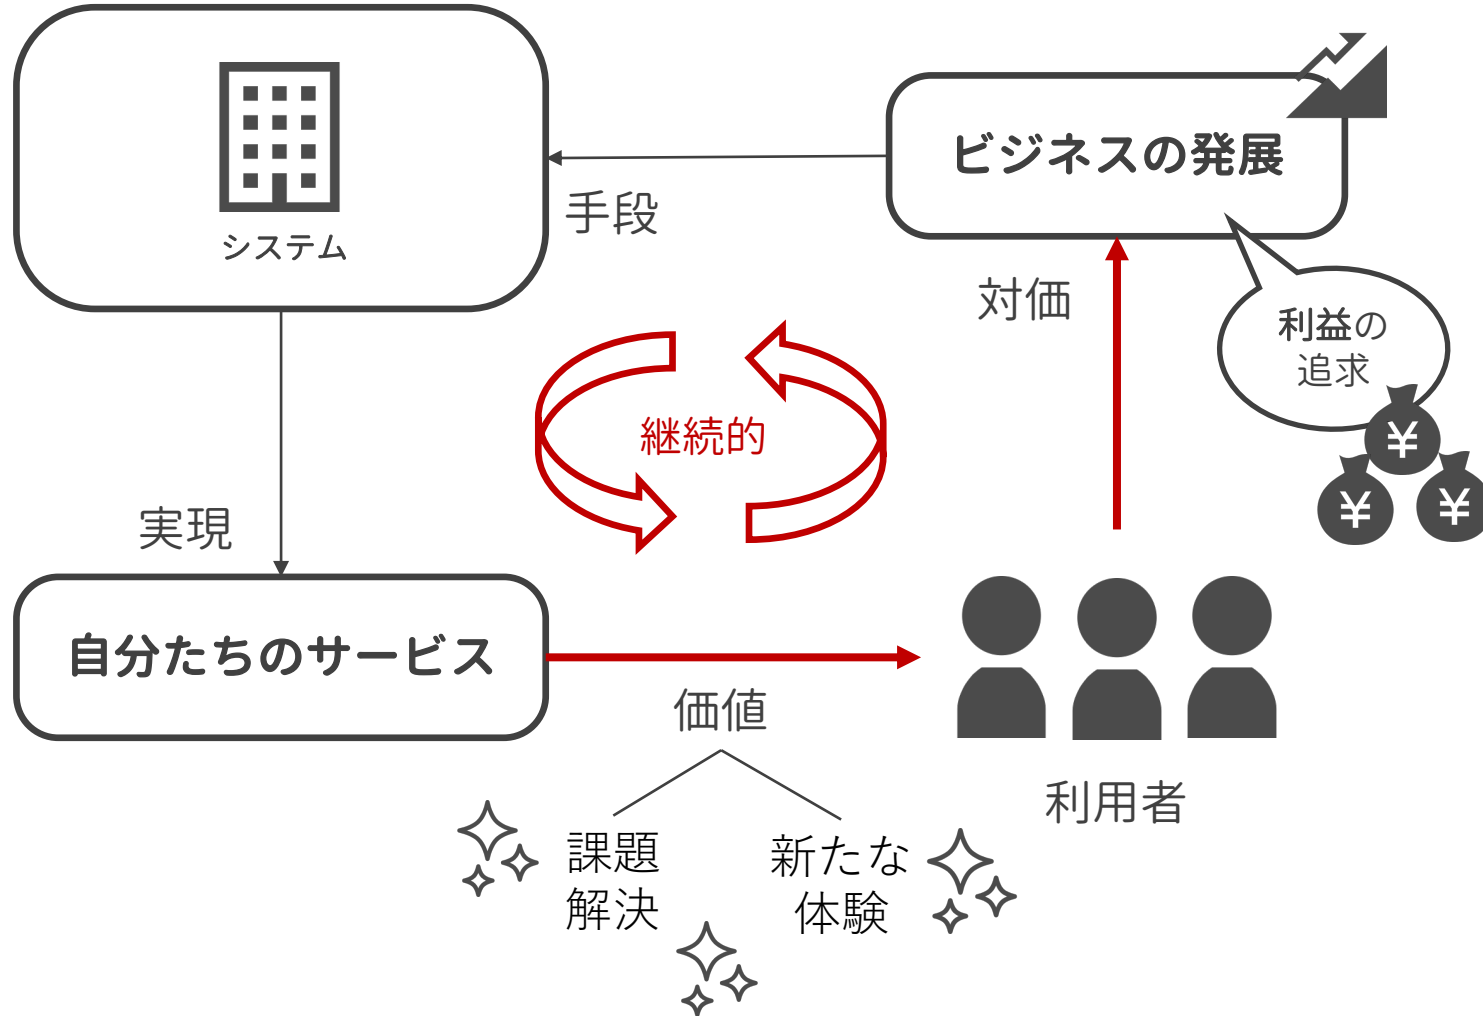 システム
ビジネスの発展
手段
対価
利益の
追求
継続的
¥
¥
¥
実現
自分たちのサービス
価値
利用者
課題
解決
新たな
体験